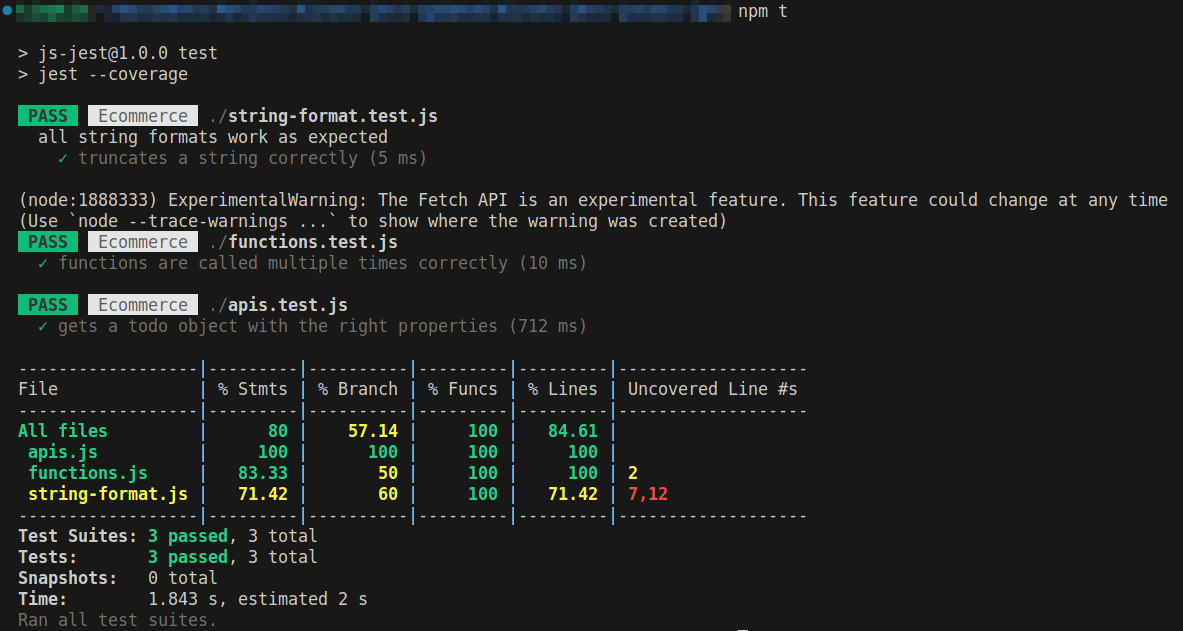 npm t
> js-jest@1.0.0 test
> jest --coverage
PASS Ecommerce ./string-format.test.js
all string formats work as expected
✓ truncates a string correctly (5 ms)
(node:1888333) ExperimentalWarning: The Fetch API is an experimental feature. This feature could change at any time
(Use `node --trace-warnings ...` to show where the warning was created)
PASS Ecommerce ./functions.test.js
✓ functions are called multiple times correctly (10 ms)
PASS Ecommerce ./apis.test.js
✓ gets a todo object with the right properties (712 ms)
------------------|---------|----------|---------|---------|-------------------
File              | % Stmts | % Branch | % Funcs | % Lines | Uncovered Line #s
------------------|---------|----------|---------|---------|-------------------
All files         |      80 |    57.14 |     100 |   84.61 |
 apis.js          |     100 |      100 |     100 |     100 |
 functions.js     |   83.33 |       50 |     100 |     100 | 2
 string-format.js |   71.42 |       60 |     100 |   71.42 | 7,12
------------------|---------|----------|---------|---------|-------------------
Test Suites: 3 passed, 3 total
Tests:       3 passed, 3 total
Snapshots:   0 total
Time:        1.843 s, estimated 2 s
Ran all test suites.